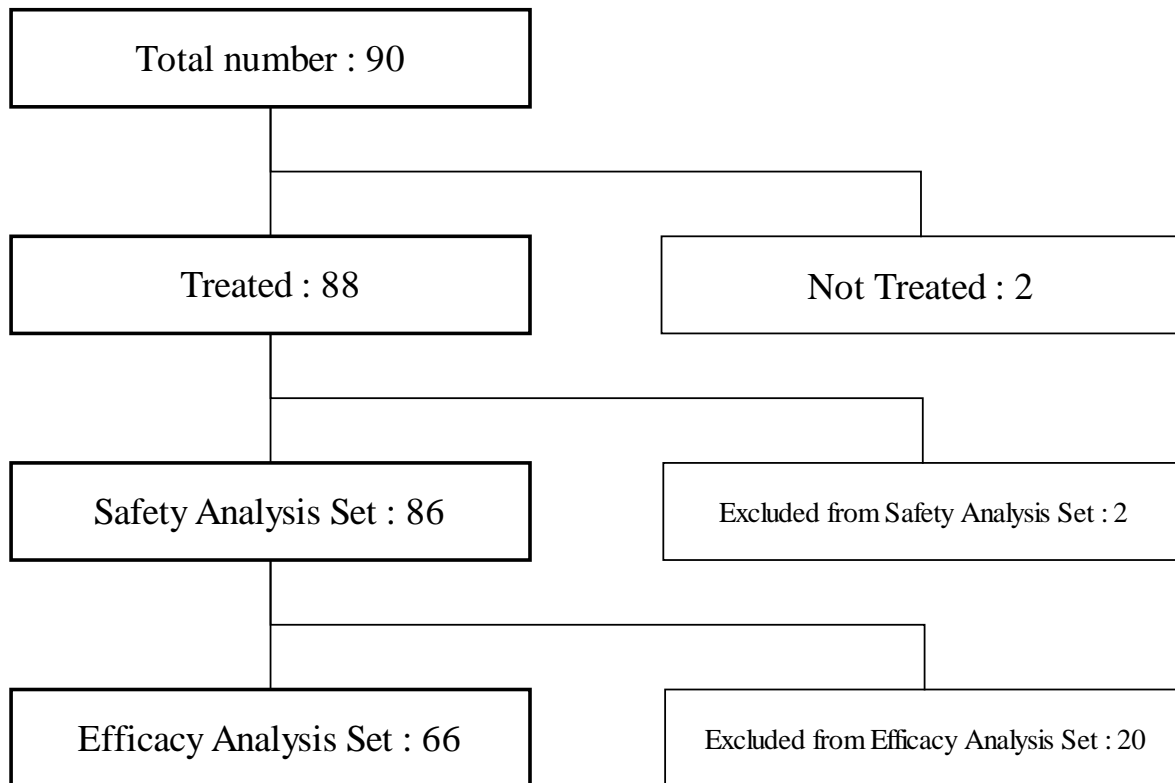 Total number : 90
Treated : 88
Not Treated : 2
Safety Analysis Set : 86
Excluded from Safety Analysis Set : 2
Efficacy Analysis Set : 66
Excluded from Efficacy Analysis Set : 20